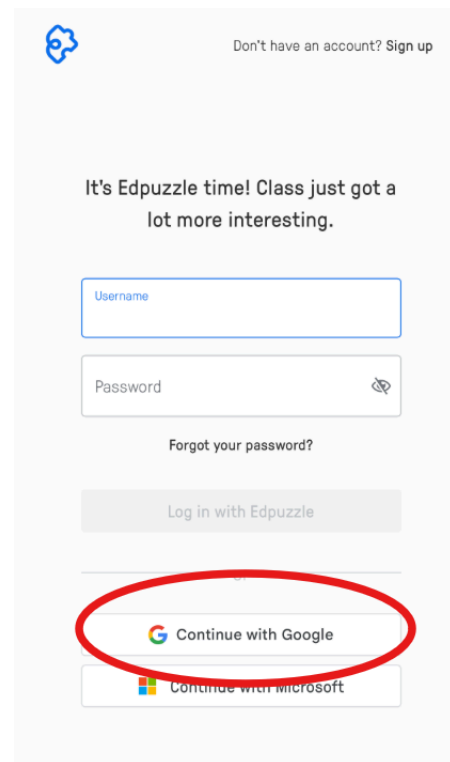 Don't have an account? Sign up
It's Edpuzzle time! Class just got a
lot more interesting.
Username
Password
Forgot your password?
Log in with Edpuzzle
Continue with Google
Continue with Microsoft